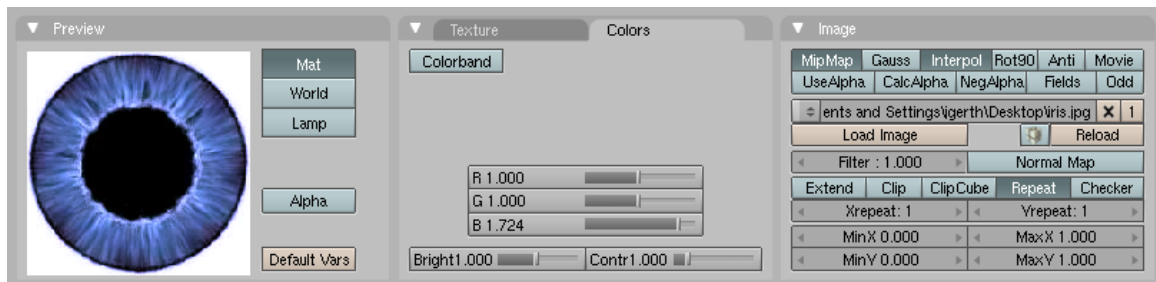 Preview
Mat
World
Lamp
Alpha
Default Vars
Texture Colors
Colorband
R 1.000
G 1.000
B 1.724
Bright1.000 Contr1.000
Image
MipMap Gauss Interpol Rot90 Anti Movie
UseAlpha CalcAlpha NegAlpha Fields Odd
ents and Settings\igerth\Desktop\iris.jpg X 1
Load Image Reload
Filter : 1.000 Normal Map
Extend Clip ClipCube Repeat Checker
Xrepeat: 1 Yrepeat: 1
MinX 0.000 MaxX 1.000
MinY 0.000 MaxY 1.000